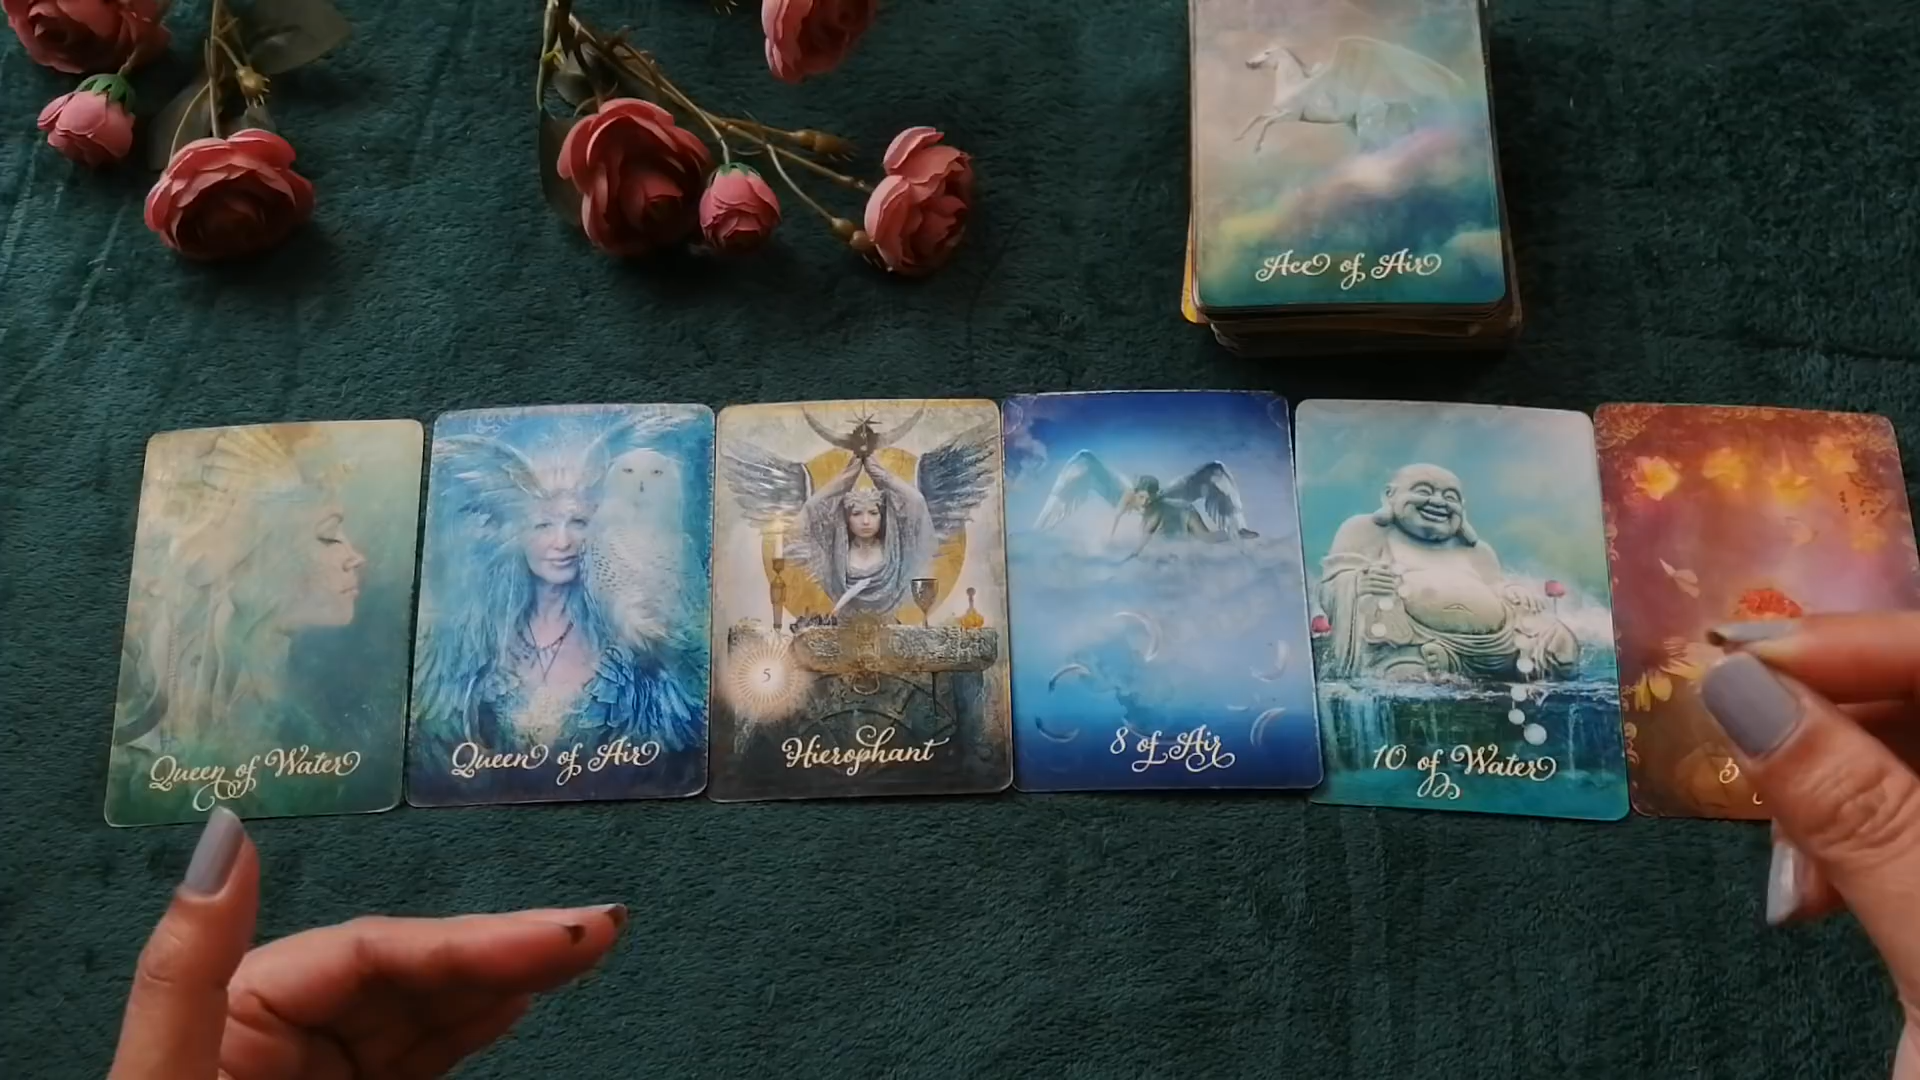 Ace of Air
Queen of Water
Queen of Air
5
Hierophant
8 of Air
10 of Water